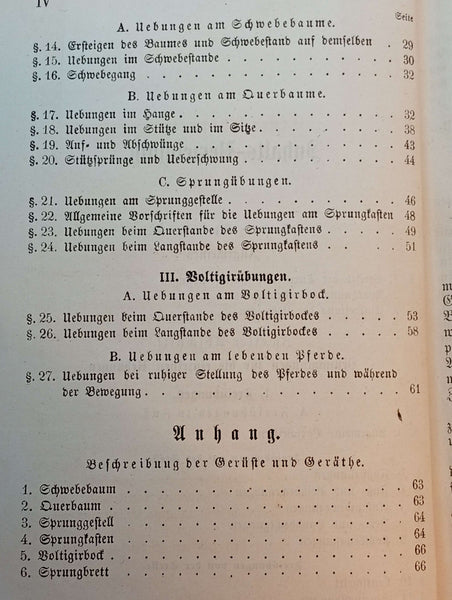 IV
Seite
A. Uebungen am Schwebebaume.
§. 14. Ersteigen des Baumes und Schwebestand auf demselben . 29
§. 15. Uebungen im Schwebestande . . . . . . . . 30
§. 16. Schwebegang . . . . . . . . . . . 32
B. Uebungen am Querbaume.
§. 17. Uebungen im Hange . . . . . . . . . . 32
§. 18. Uebungen im Stütze und im Sitze . . . . . . . 38
§. 19. Auf- und Abschwünge . . . . . . . . . 43
§. 20. Stützsprünge und Ueberschwung . . . . . . . 44
C. Sprungübungen.
§. 21. Uebungen am Sprunggestelle . . . . . . . . 46
§. 22. Allgemeine Vorschriften für die Uebungen am Sprungkasten 48
§. 23. Uebungen beim Querstande des Sprungkastens . . . . 49
§. 24. Uebungen beim Langstande des Sprungkastens . . . . 51
III. Voltigirübungen.
A. Uebungen am Voltigirbock.
§. 25. Uebungen beim Querstande des Voltigirbockes . . . . 53
§. 26. Uebungen beim Langstande des Voltigirbockes . . . . 58
B. Uebungen am lebenden Pferde.
§. 27. Uebungen bei ruhiger Stellung des Pferdes und während
der Bewegung . . . . . . . . . . . 61
Anhang.
Beschreibung der Gerüste und Geräthe.
1. Schwebebaum . . . . . . . . . . . . 63
2. Querbaum . . . . . . . . . . . . 63
3. Sprunggestell . . . . . . . . . . . . 64
4. Sprungkasten . . . . . . . . . . . . 64
5. Voltigirbock . . . . . . . . . . . . 66
6. Sprungbrett . . . . . . . . . . . . 66